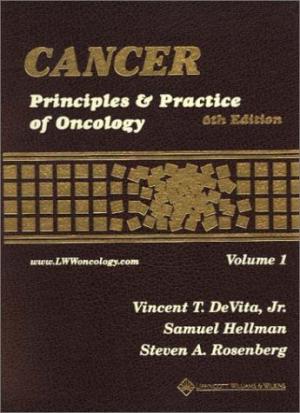 CANCER
Principles & Practice
of Oncology
6th Edition
www.LWWoncology.com
Volume 1
Vincent T. DeVita, Jr.
Samuel Hellman
Steven A. Rosenberg
LIPPINCOTT WILLIAMS & WILKINS